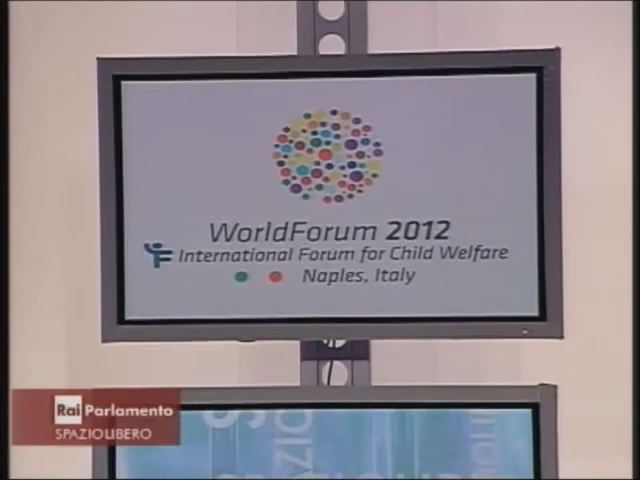 WorldForum 2012
International Forum for Child Welfare
Naples, Italy
Rai Parlamento
SPAZIOLIBERO